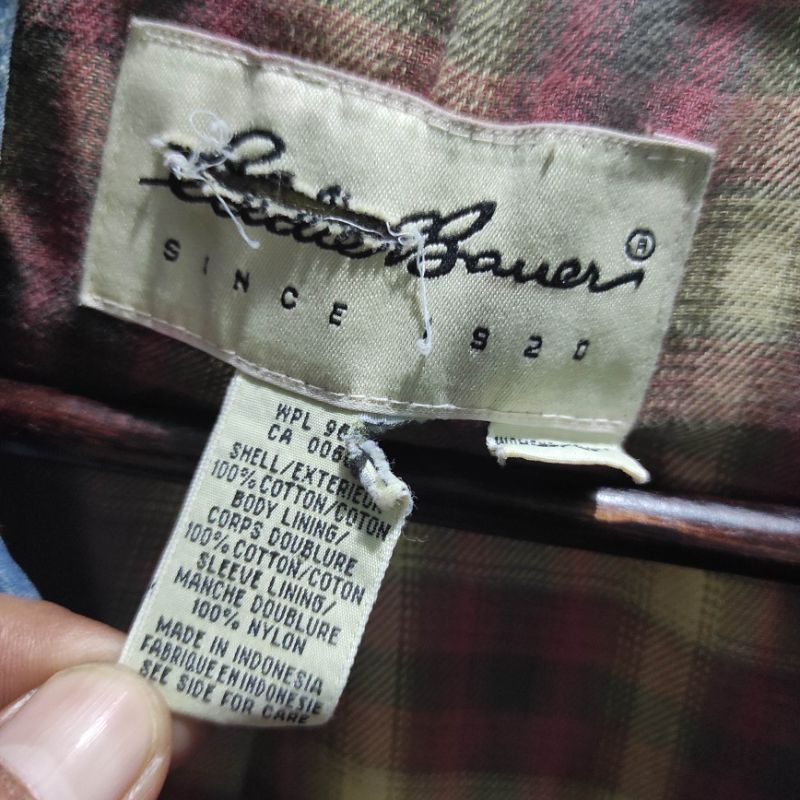 Eddie Bauer ®
SINCE 920
WPL 96
CA 006
SHELL/EXTERIEUR
100% COTTON/COTON
BODY LINING/
CORPS DOUBLURE
100% COTTON/COTON
SLEEVE LINING/
MANCHE DOUBLURE
100% NYLON
MADE IN INDONESIA
FABRIQUE EN INDONESIE
SEE SIDE FOR CARE